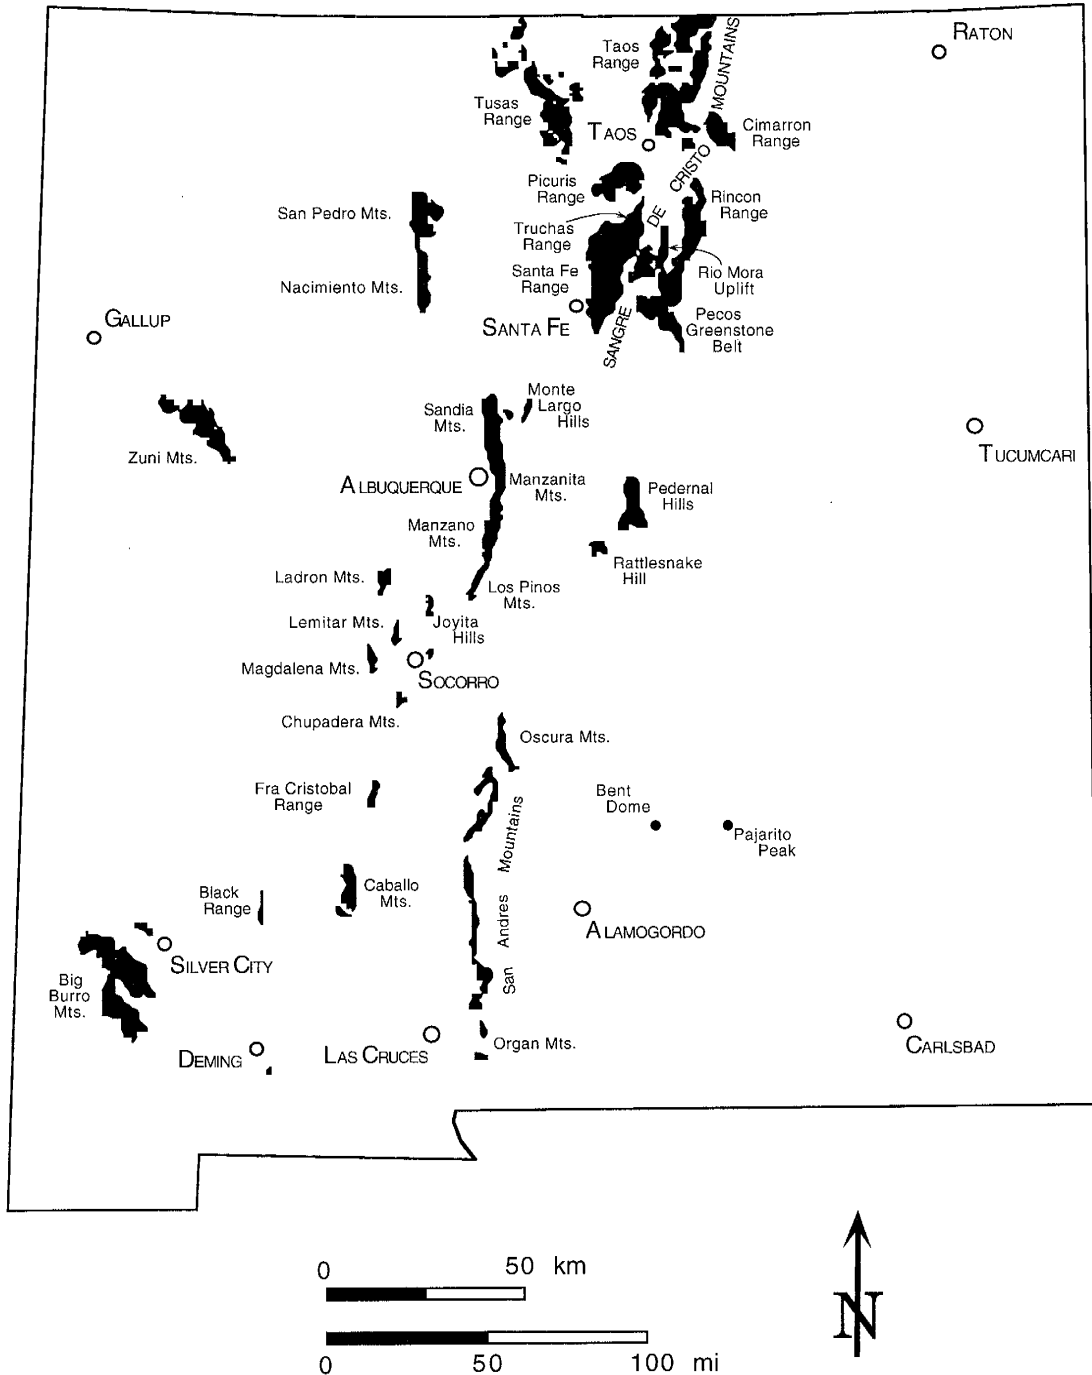 RATON
Taos
Range
MOUNTAINS
Tusas
Range
TAOS
Cimarron
Range
CRISTO
Picuris
Range
DE
Rincon
Range
San Pedro Mts.
Truchas
Range
Santa Fe
Range
Rio Mora
Uplift
Nacimiento Mts.
SANTA FE
SANGRE
Pecos
Greenstone
Belt
GALLUP
Monte
Largo
Hills
Sandia
Mts.
Zuni Mts.
TUCUMCARI
ALBUQUERQUE
Manzanita
Mts.
Pedernal
Hills
Manzano
Mts.
Rattlesnake
Hill
Ladron Mts.
Los Pinos
Mts.
Lemitar Mts.
Joyita
Hills
Magdalena Mts.
SOCORRO
Chupadera Mts.
Oscura Mts.
Fra Cristobal
Range
Mountains
Bent
Dome
Pajarito
Peak
Black
Range
Caballo
Mts.
Andres
ALAMOGORDO
SILVER CITY
San
Big
Burro
Mts.
DEMING
LAS CRUCES
Organ Mts.
CARLSBAD
0 50 km
0 50 100 mi
N